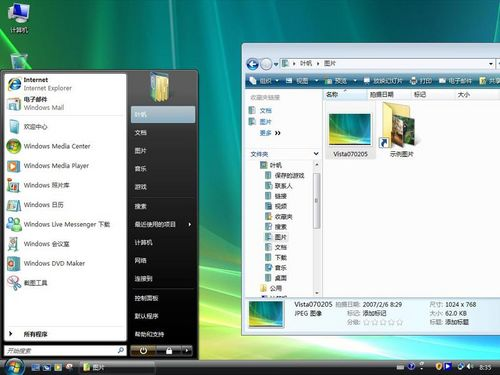 计算机
Internet
Internet Explorer
电子邮件
Windows Mail
欢迎中心
Windows Media Center
Windows Media Player
Windows 照片库
Windows 日历
Windows Live Messenger 下载
Windows 会议室
Windows DVD Maker
截图工具
所有程序
开始搜索
叶帆
文档
图片
音乐
游戏
搜索
最近使用的项目
计算机
网络
连接到
控制面板
默认程序
帮助和支持
叶帆 图片
组织 视图 预览 放映幻灯片 打印 电子邮件
收藏夹链接
文档
图片
更多 »
文件夹
叶帆
保存的游戏
联系人
链接
视频
收藏夹
搜索
图片
文档
下载
音乐
桌面
公用
名称 拍摄日期 标记 大小
Vista070205
示例图片
Vista070205 拍摄日期: 2007/2/6 8:29 尺寸: 1024 x 768
JPEG 图像 标记: 添加标记 大小: 62.0 KB
分级: 标题: 添加标题
图片
8:35